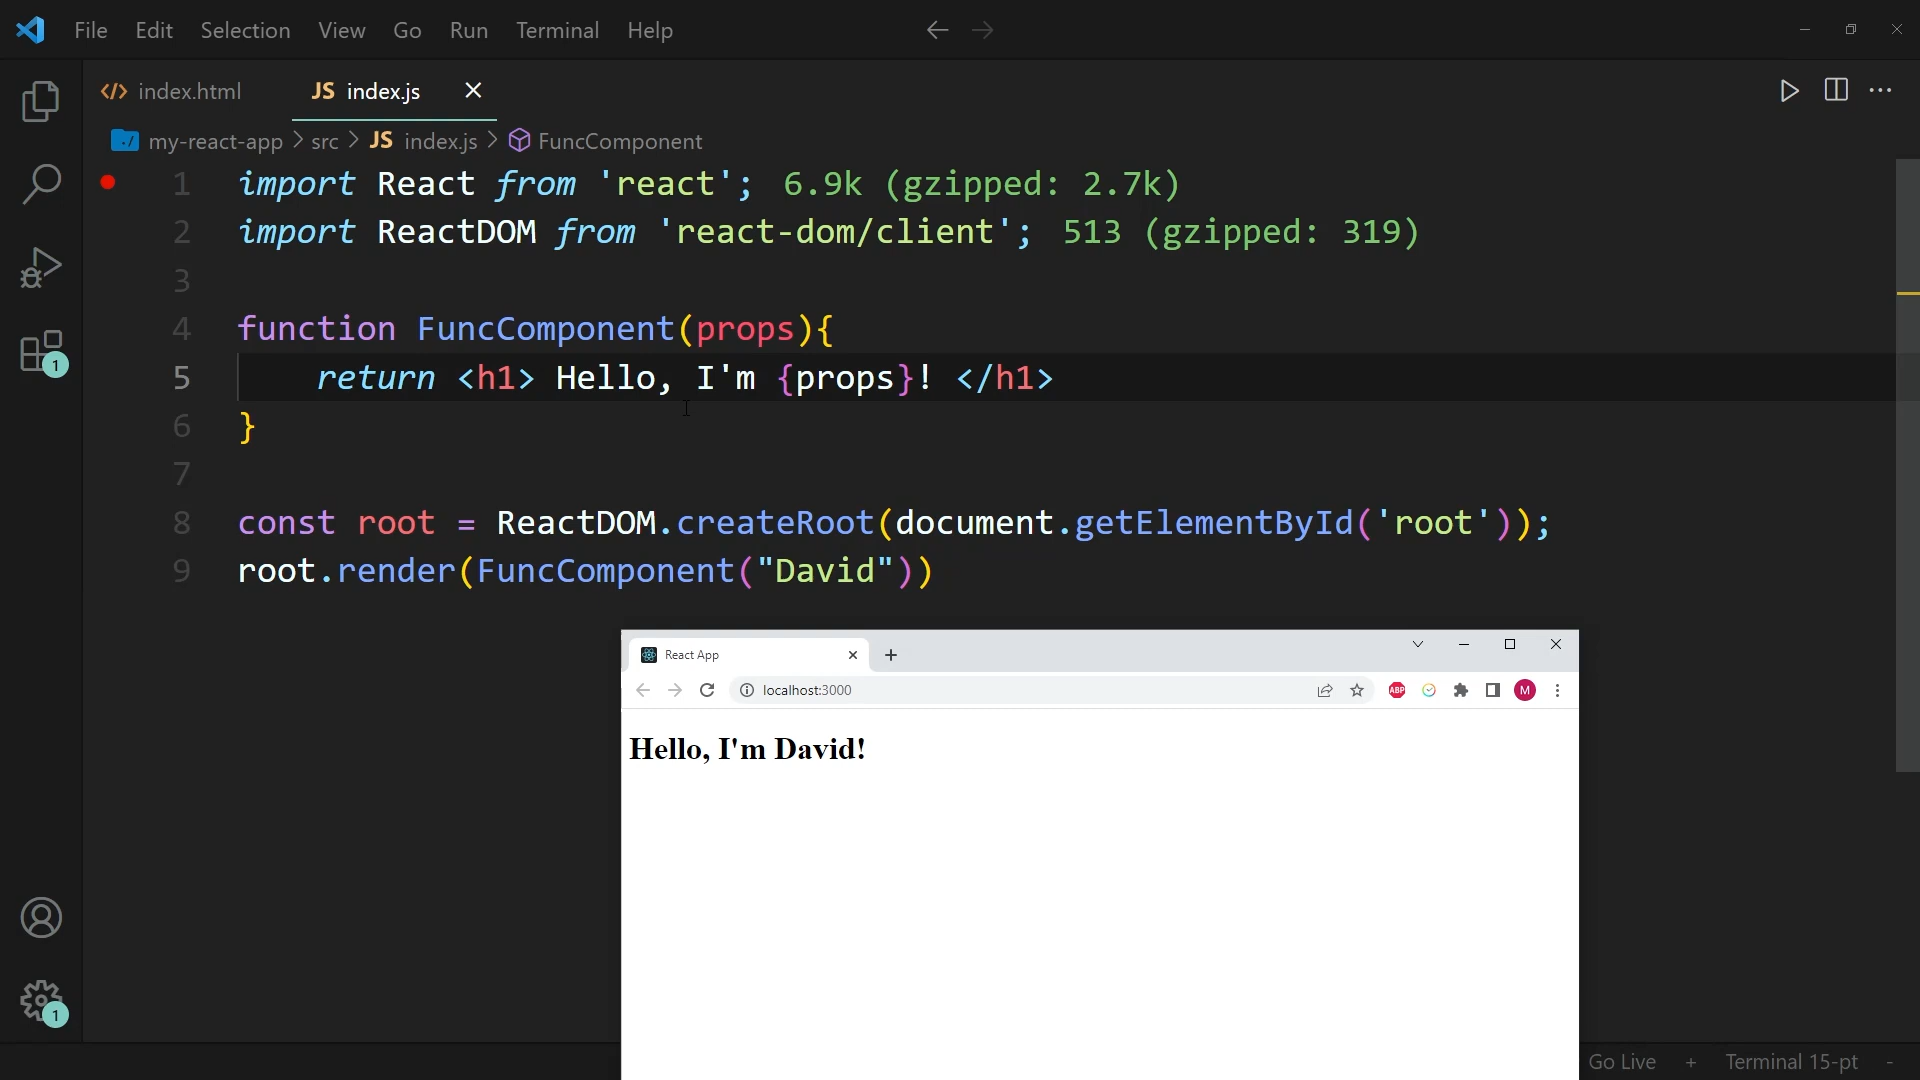 File Edit Selection View Go Run Terminal Help
index.html JS index.js
my-react-app > src > JS index.js > FuncComponent
1 import React from 'react'; 6.9k (gzipped: 2.7k)
2 import ReactDOM from 'react-dom/client'; 513 (gzipped: 319)
3
4 function FuncComponent(props){
5 return <h1> Hello, I'm {props}! </h1>
6 }
7
8 const root = ReactDOM.createRoot(document.getElementById('root'));
9 root.render(FuncComponent("David"))
1
React App
localhost:3000
ABP
M
Hello, I'm David!
1
Go Live + Terminal 15-pt -